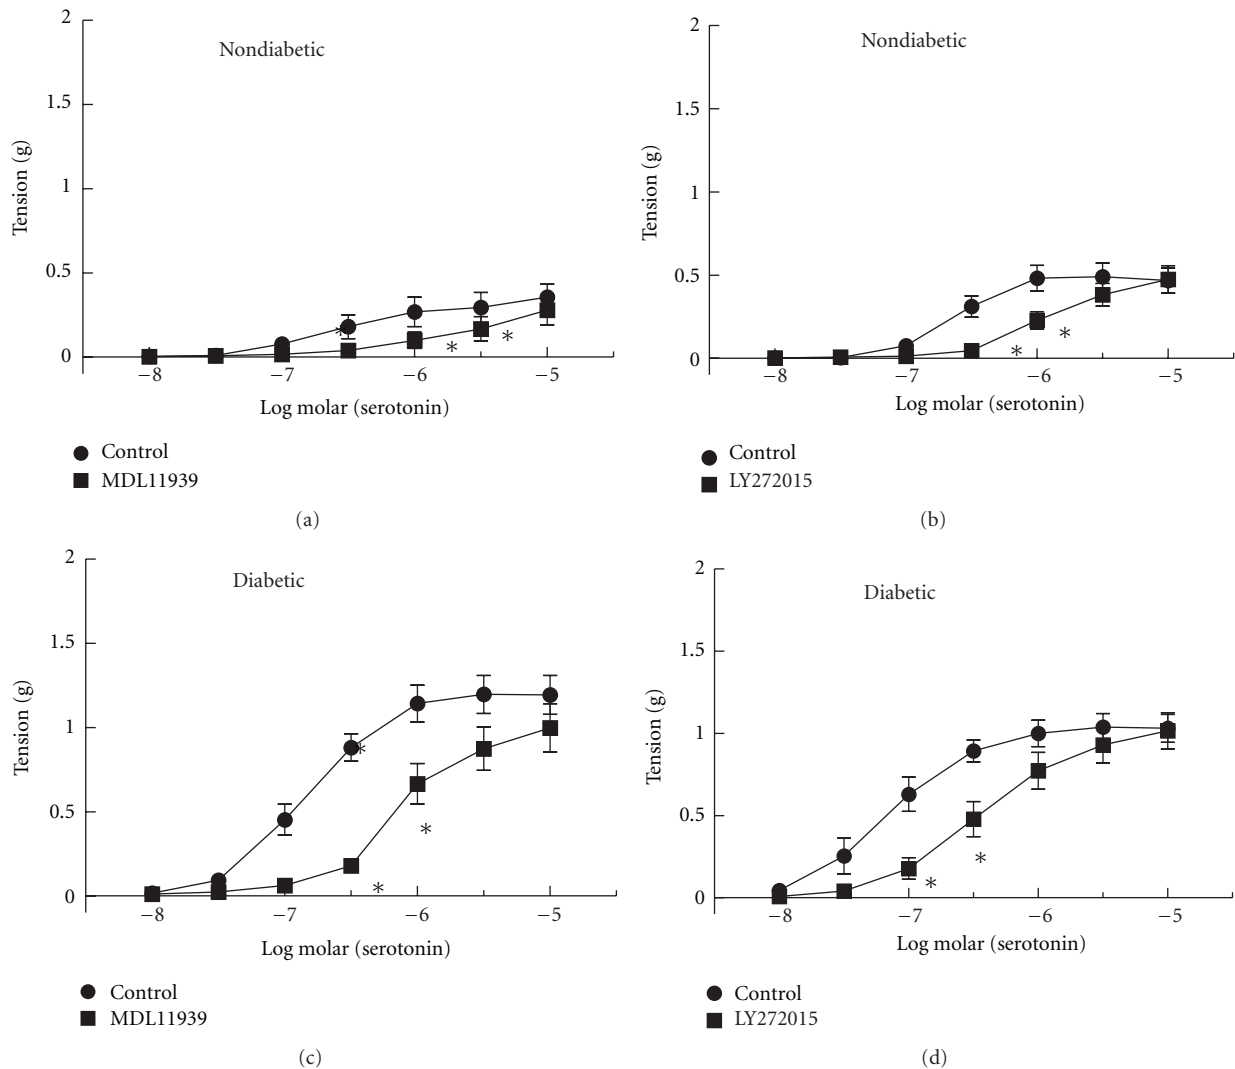 Nondiabetic
2
1.5
1
0.5
0
Tension (g)
−8
−7
−6
−5
*
*
*
Log molar (serotonin)
Control
MDL11939
(a)
Nondiabetic
2
1.5
1
0.5
0
Tension (g)
−8
−7
−6
−5
*
*
Log molar (serotonin)
Control
LY272015
(b)
Diabetic
2
1.5
1
0.5
0
Tension (g)
−8
−7
−6
−5
*
*
*
Log molar (serotonin)
Control
MDL11939
(c)
Diabetic
2
1.5
1
0.5
0
Tension (g)
−8
−7
−6
−5
*
*
Log molar (serotonin)
Control
LY272015
(d)